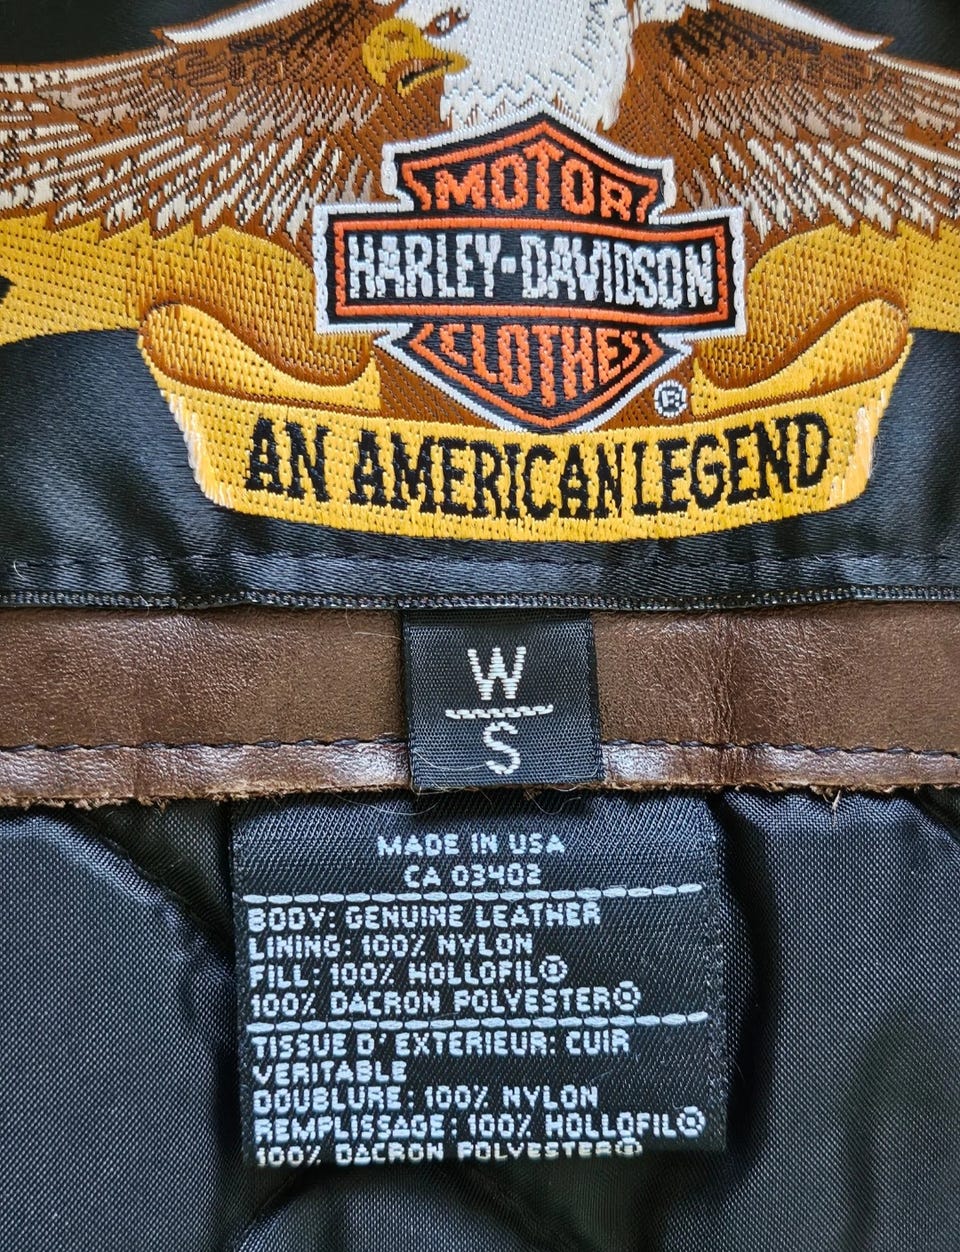 MOTOR
HARLEY-DAVIDSON
CLOTHES
®
AN AMERICAN LEGEND
W
S
MADE IN USA
CA 03402
BODY: GENUINE LEATHER
LINING: 100% NYLON
FILL: 100% HOLLOFIL®
100% DACRON POLYESTER®
TISSUE D'EXTERIEUR: CUIR
VERITABLE
DOUBLURE: 100% NYLON
REMPLISSAGE: 100% HOLLOFIL®
100% DACRON POLYESTER®